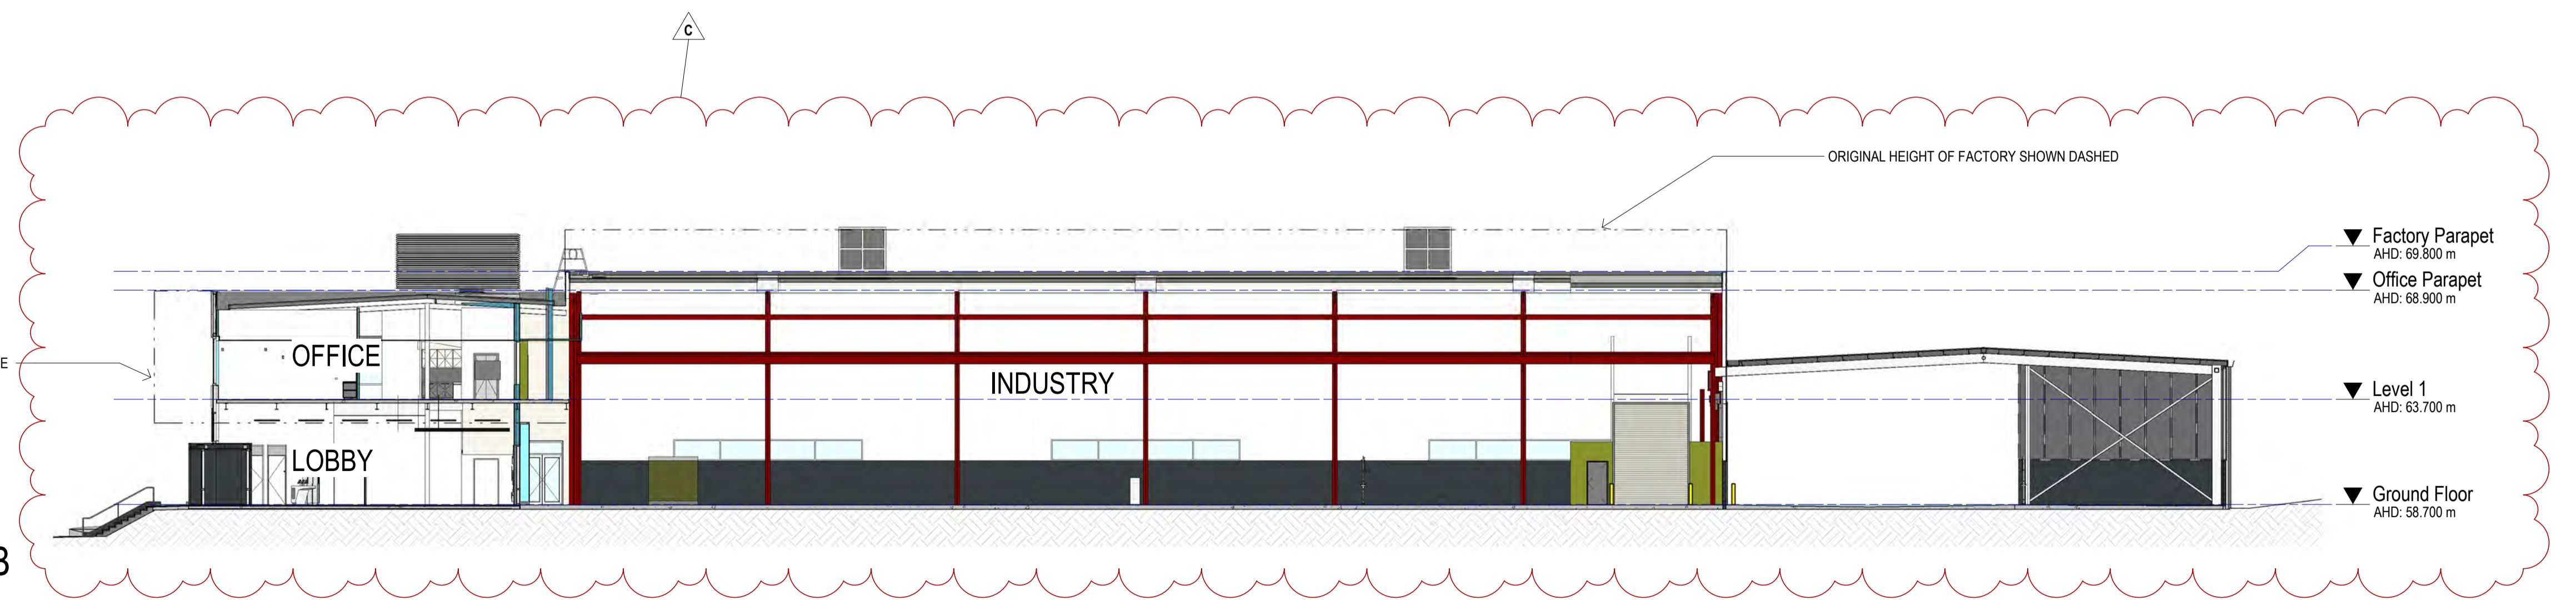 C
ORIGINAL HEIGHT OF FACTORY SHOWN DASHED
Factory Parapet
AHD: 69.800 m
Office Parapet
AHD: 68.900 m
E
OFFICE
INDUSTRY
Level 1
AHD: 63.700 m
LOBBY
Ground Floor
AHD: 58.700 m
3